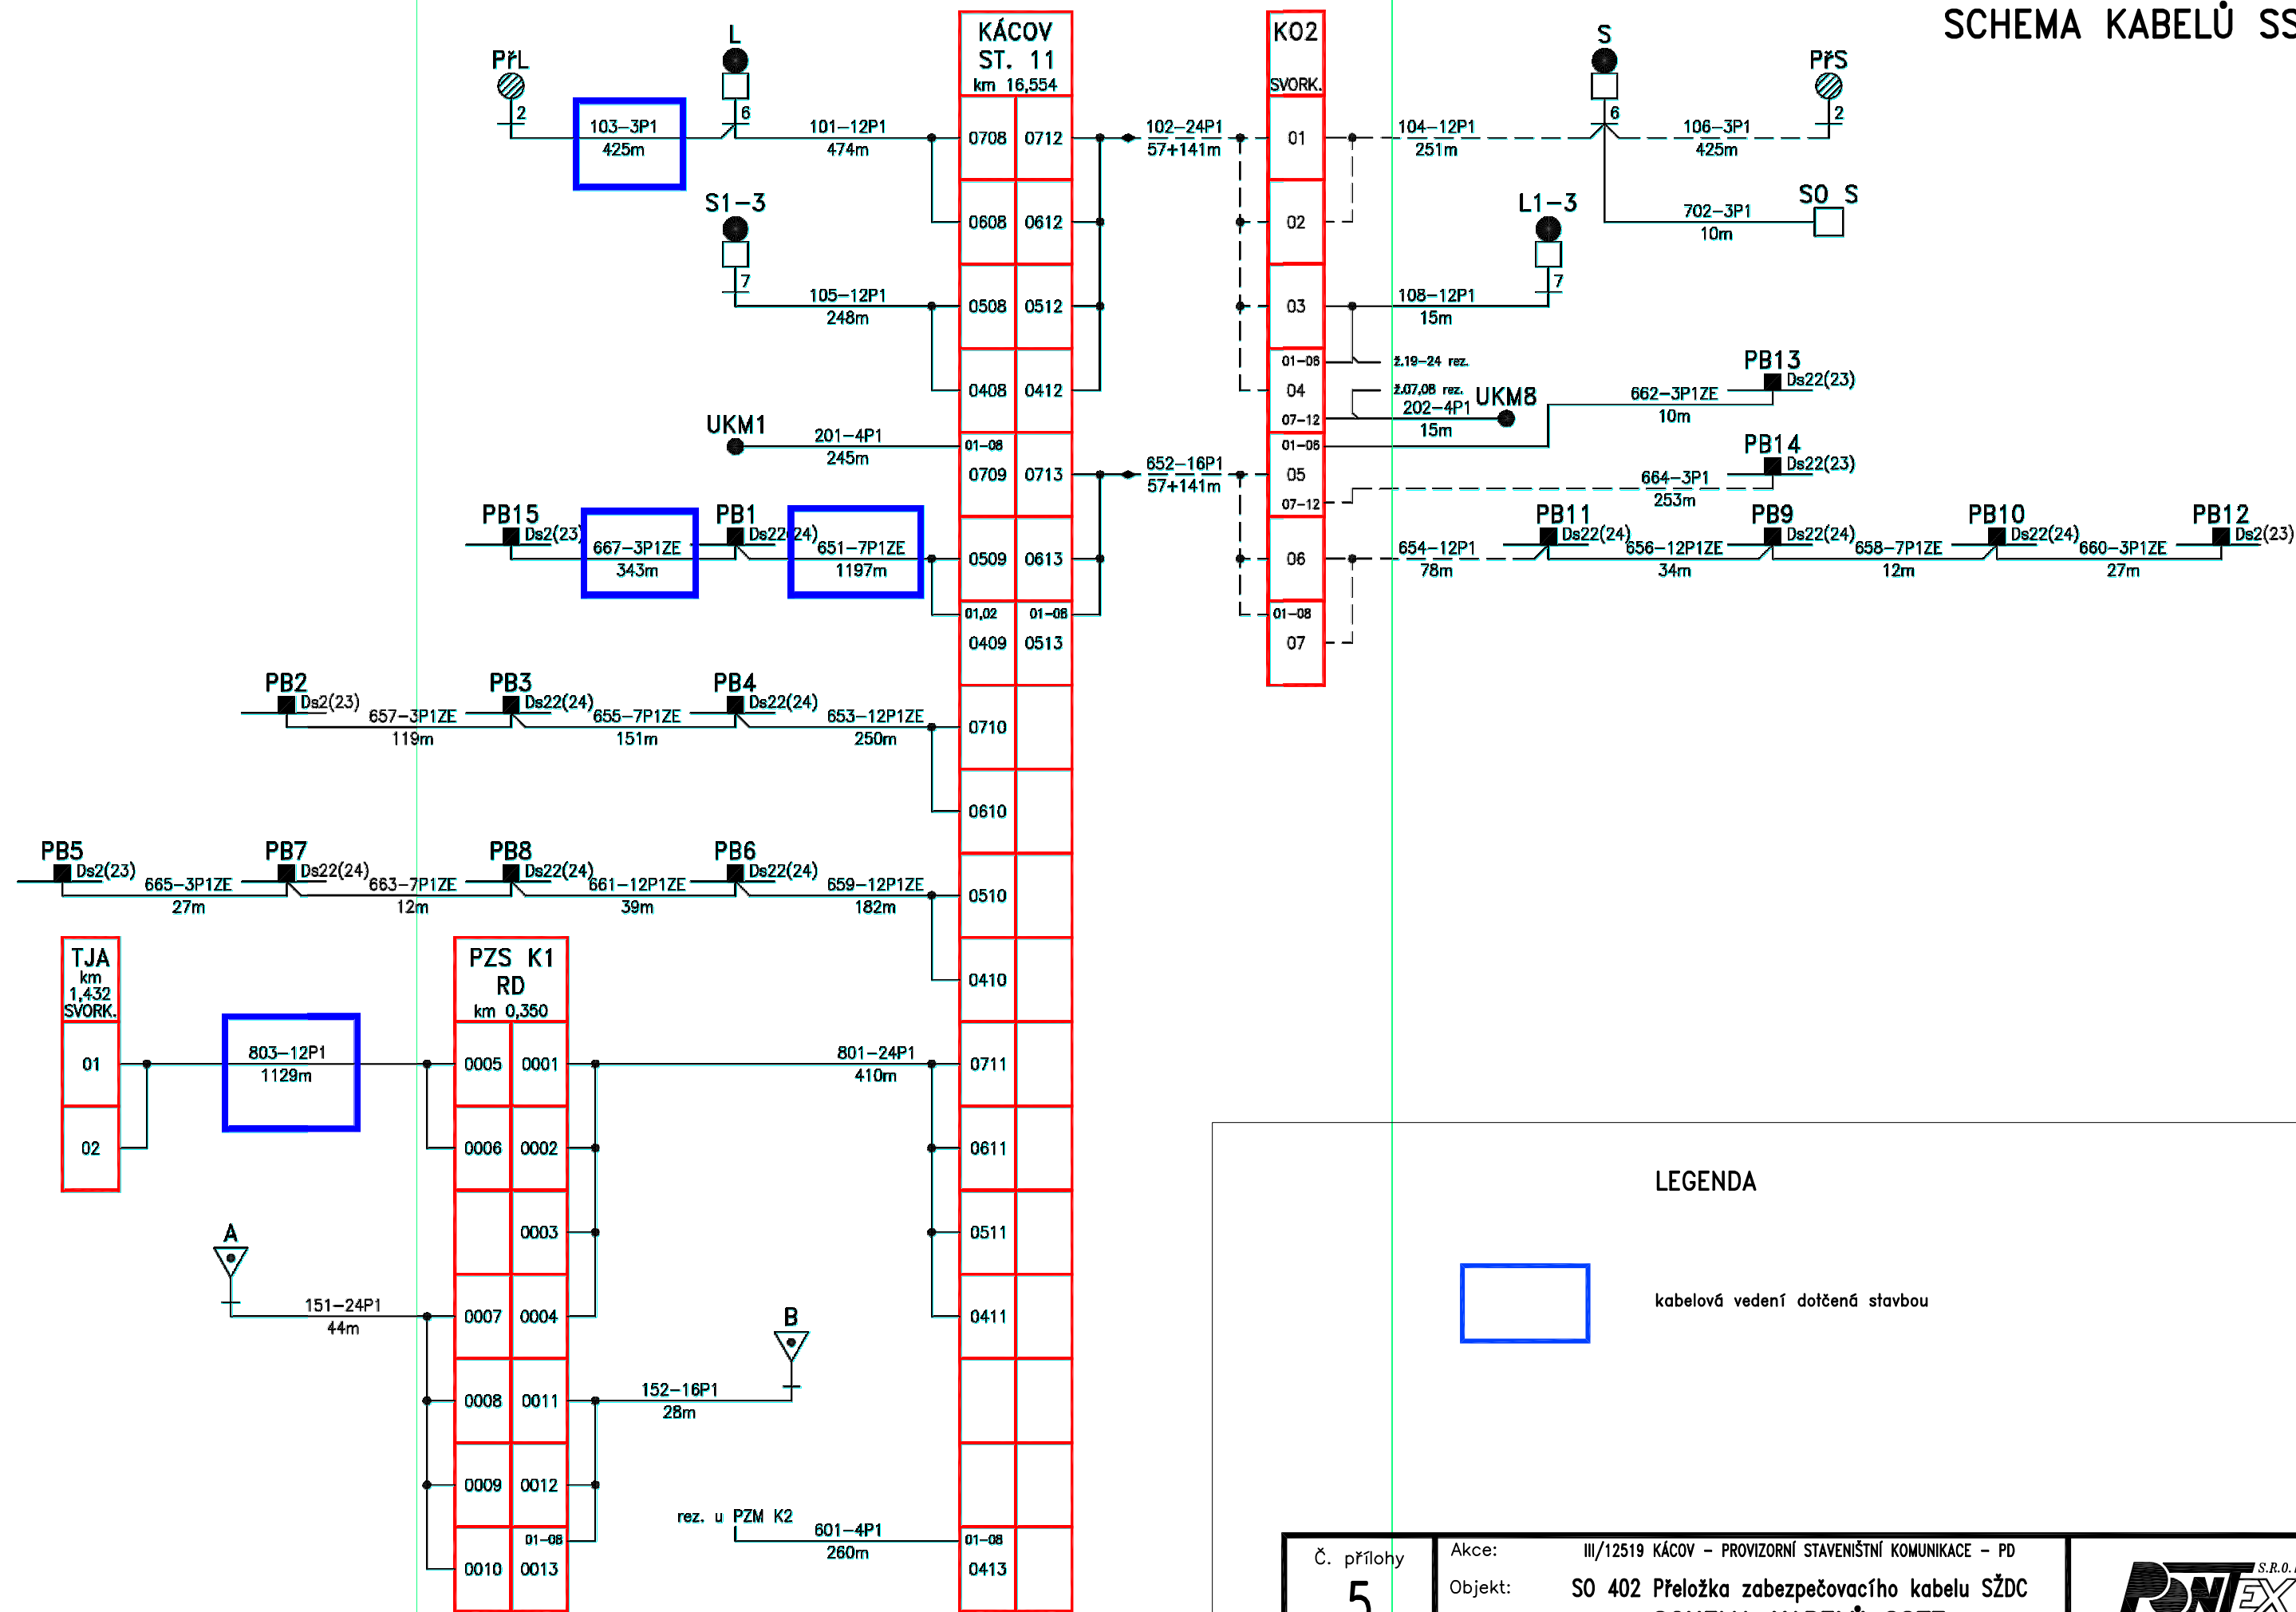 SCHEMA KABELŮ
KÁCOV
ST. 11
km 16,554
KO2
SVORK.
PřL
2
L
6
103-3P1
425m
101-12P1
474m
0708 0712
102-24P1
57+141m
01
104-12P1
251m
S
6
106-3P1
425m
PřS
2
0608 0612
02
702-3P1
10m
SO S
S1-3
7
105-12P1
248m
0508 0512
03
108-12P1
15m
L1-3
7
0408 0412
01-06
04
07-12
ž.19-24 rez.
ž.07,08 rez.
202-4P1
15m
UKM8
662-3P1ZE
10m
PB13
Ds22(23)
UKM1
201-4P1
245m
01-08
0709 0713
652-16P1
57+141m
01-06
05
07-12
664-3P1
253m
PB14
Ds22(23)
PB15
Ds2(23)
667-3P1ZE
343m
PB1
Ds22(24)
651-7P1ZE
1197m
0509 0613
06
654-12P1
78m
PB11
Ds22(24)
656-12P1ZE
34m
PB9
Ds22(24)
658-7P1ZE
12m
PB10
Ds22(24)
660-3P1ZE
27m
PB12
Ds2(23)
01,02 01-06
0409 0513
01-08
07
PB2
Ds2(23)
657-3P1ZE
119m
PB3
Ds22(24)
655-7P1ZE
151m
PB4
Ds22(24)
653-12P1ZE
250m
0710
0610
PB5
Ds2(23)
665-3P1ZE
27m
PB7
Ds22(24)
663-7P1ZE
12m
PB8
Ds22(24)
661-12P1ZE
39m
PB6
Ds22(24)
659-12P1ZE
182m
0510
0410
TJA
km
1,432
SVORK.
01
02
803-12P1
1129m
PZS K1
RD
km 0,350
0005 0001
0006 0002
0003
0007 0004
0008 0011
0009 0012
01-06
0010 0013
801-24P1
410m
0711
0611
0511
0411
A
151-24P1
44m
B
152-16P1
28m
rez. u PZM K2
601-4P1
260m
01-08
0413
LEGENDA
kabelová vedení dotčená stavbou
Č. přílohy
5
Akce: III/12519 KÁCOV - PROVIZORNÍ STAVENIŠTNÍ KOMUNIKACE - PD
Objekt: SO 402 Přeložka zabezpečovacího kabelu SŽDC
PONTEX S.R.O.